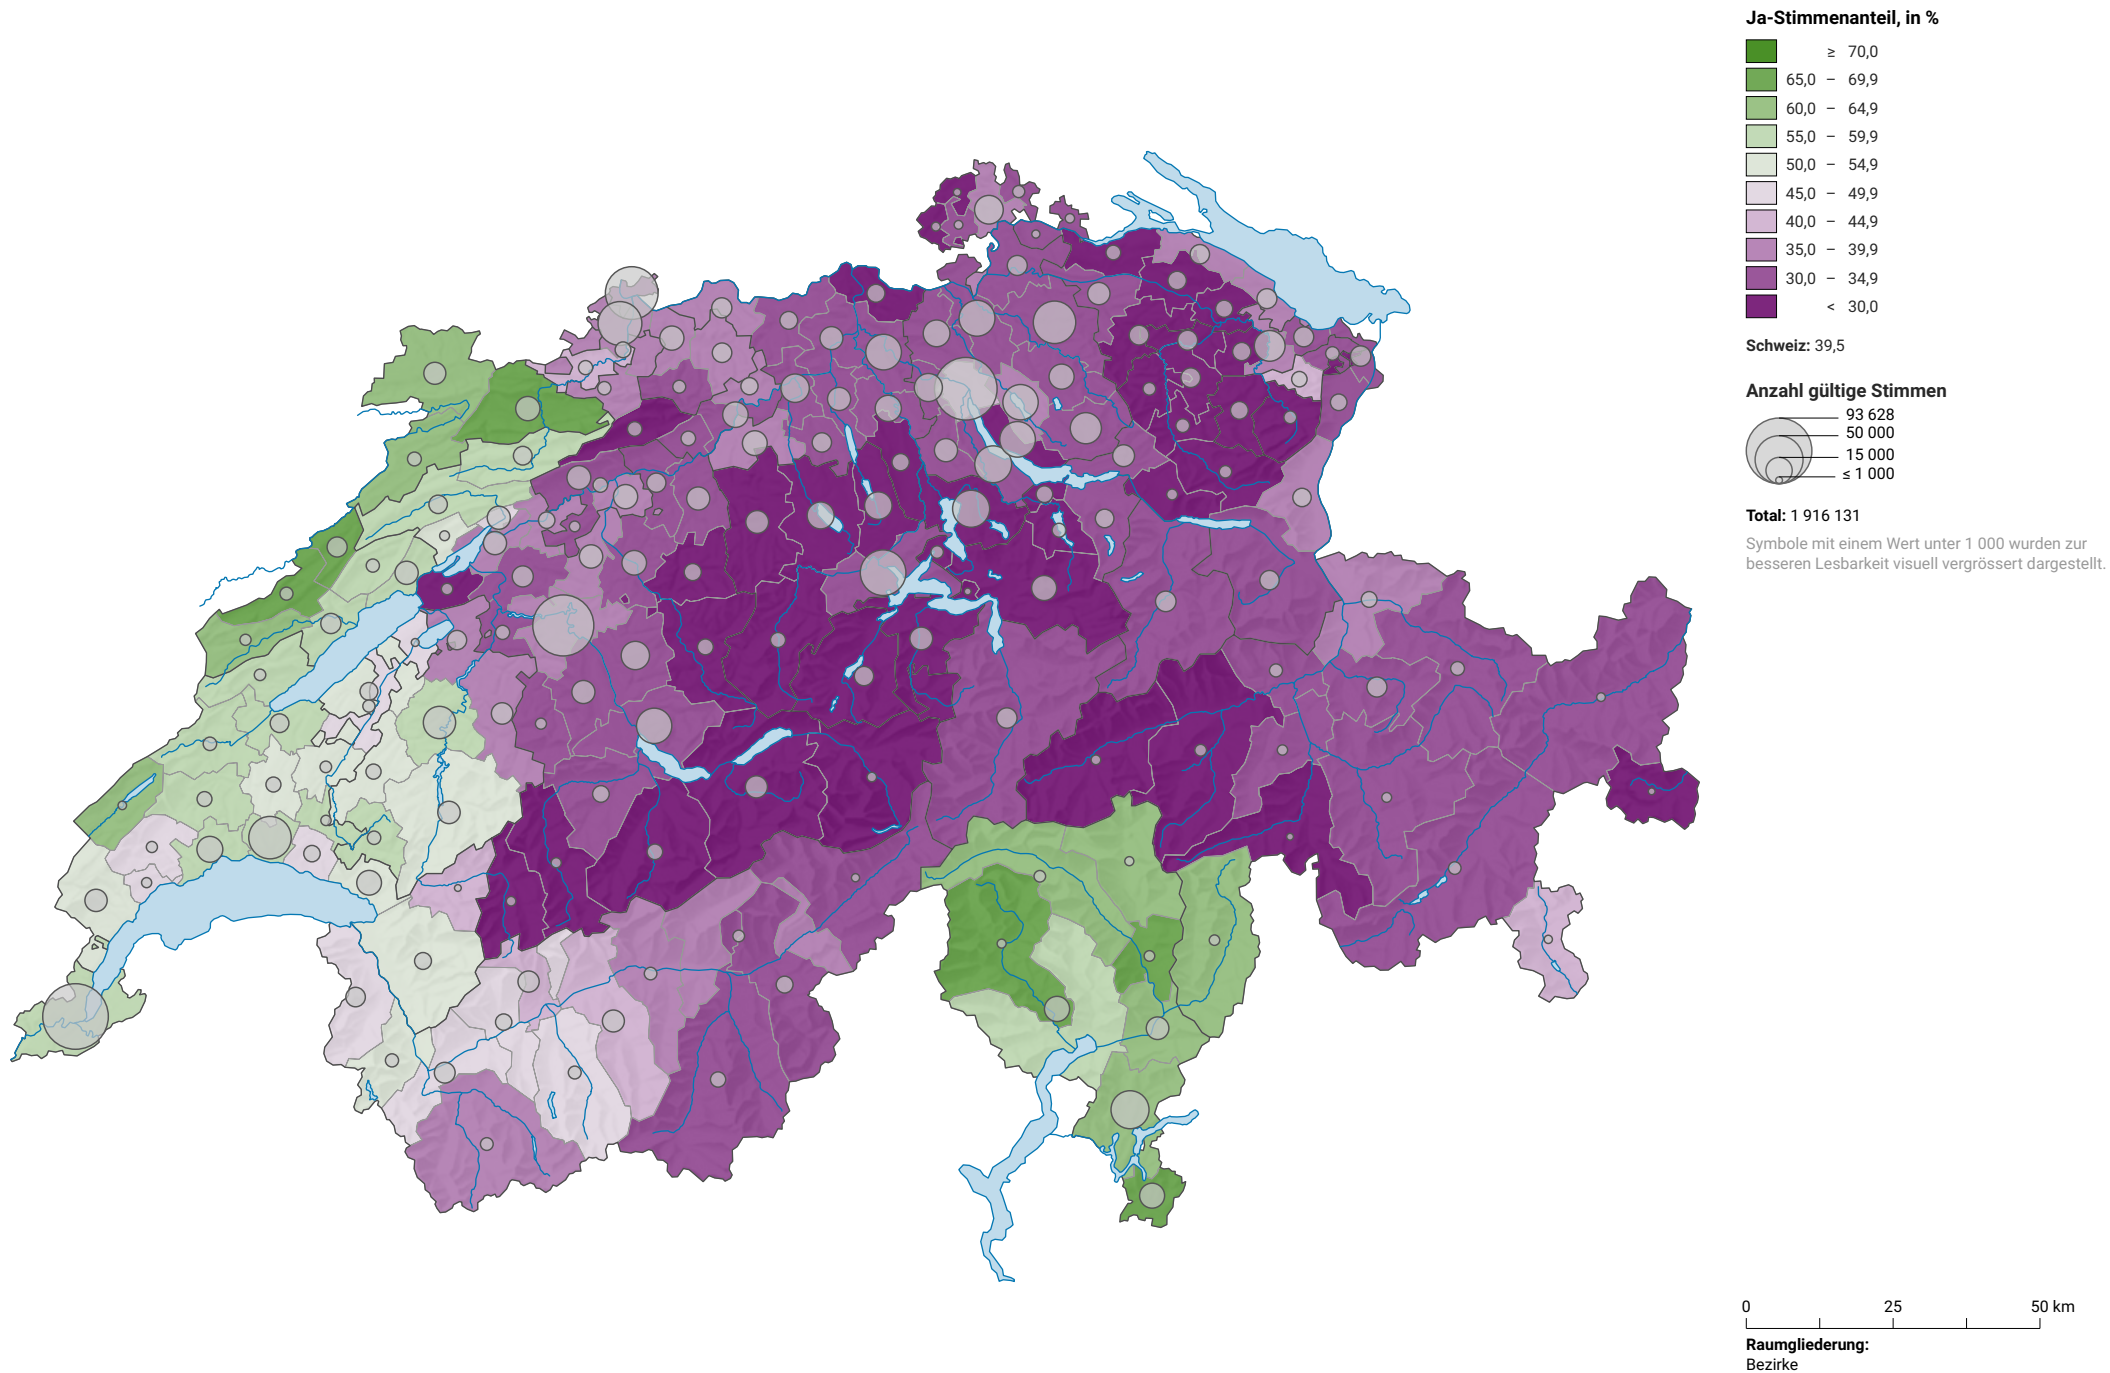 Ja-Stimmenanteil, in %
≥ 70,0
65,0 – 69,9
60,0 – 64,9
55,0 – 59,9
50,0 – 54,9
45,0 – 49,9
40,0 – 44,9
35,0 – 39,9
30,0 – 34,9
< 30,0
Schweiz: 39,5
Anzahl gültige Stimmen
93 628
50 000
15 000
≤ 1 000
Total: 1 916 131
Symbole mit einem Wert unter 1 000 wurden zur
besseren Lesbarkeit visuell vergrössert dargestellt.
0 25 50 km
Raumgliederung:
Bezirke